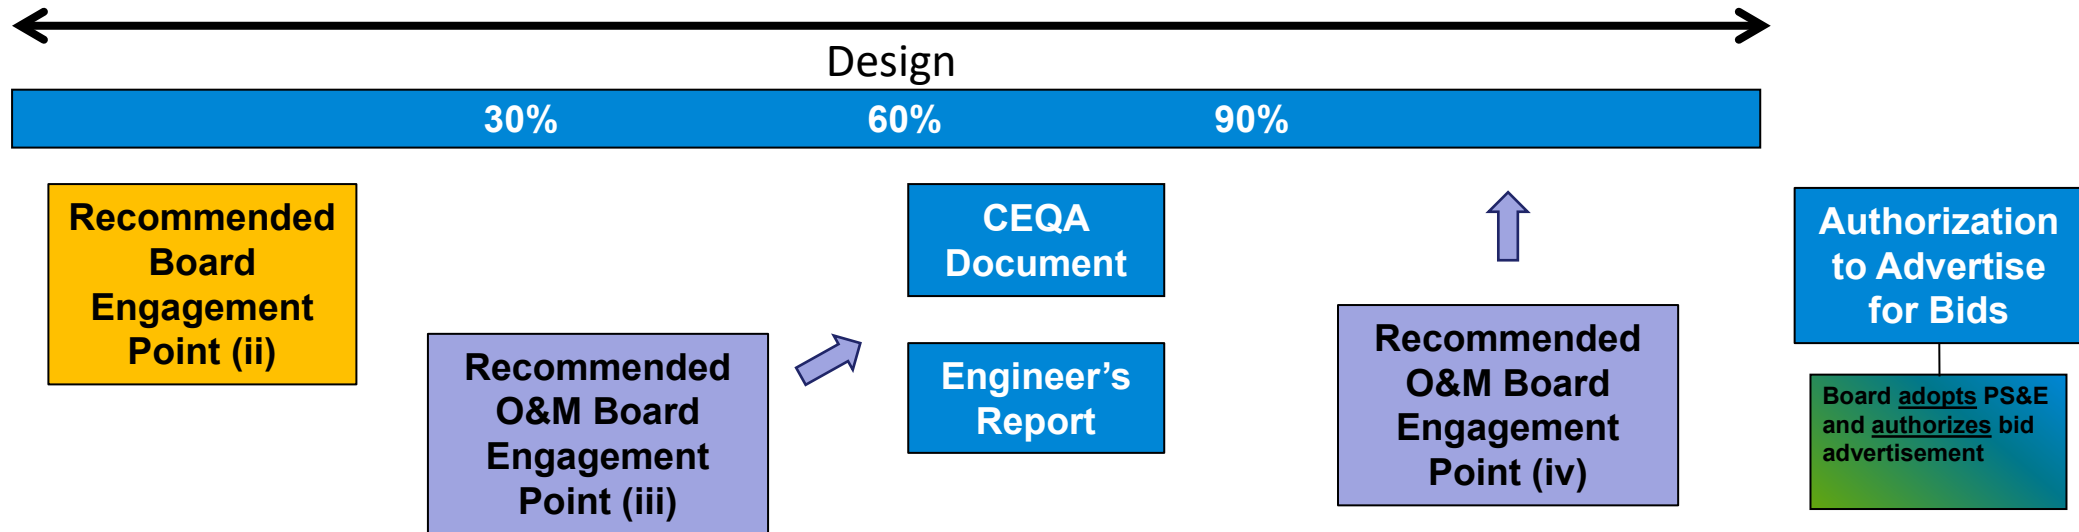 Design
30% 60% 90%
Recommended
Board
Engagement
Point (ii)
Recommended
O&M Board
Engagement
Point (iii)
CEQA
Document
Engineer’s
Report
Recommended
O&M Board
Engagement
Point (iv)
Authorization
to Advertise
for Bids
Board adopts PS&E
and authorizes bid
advertisement